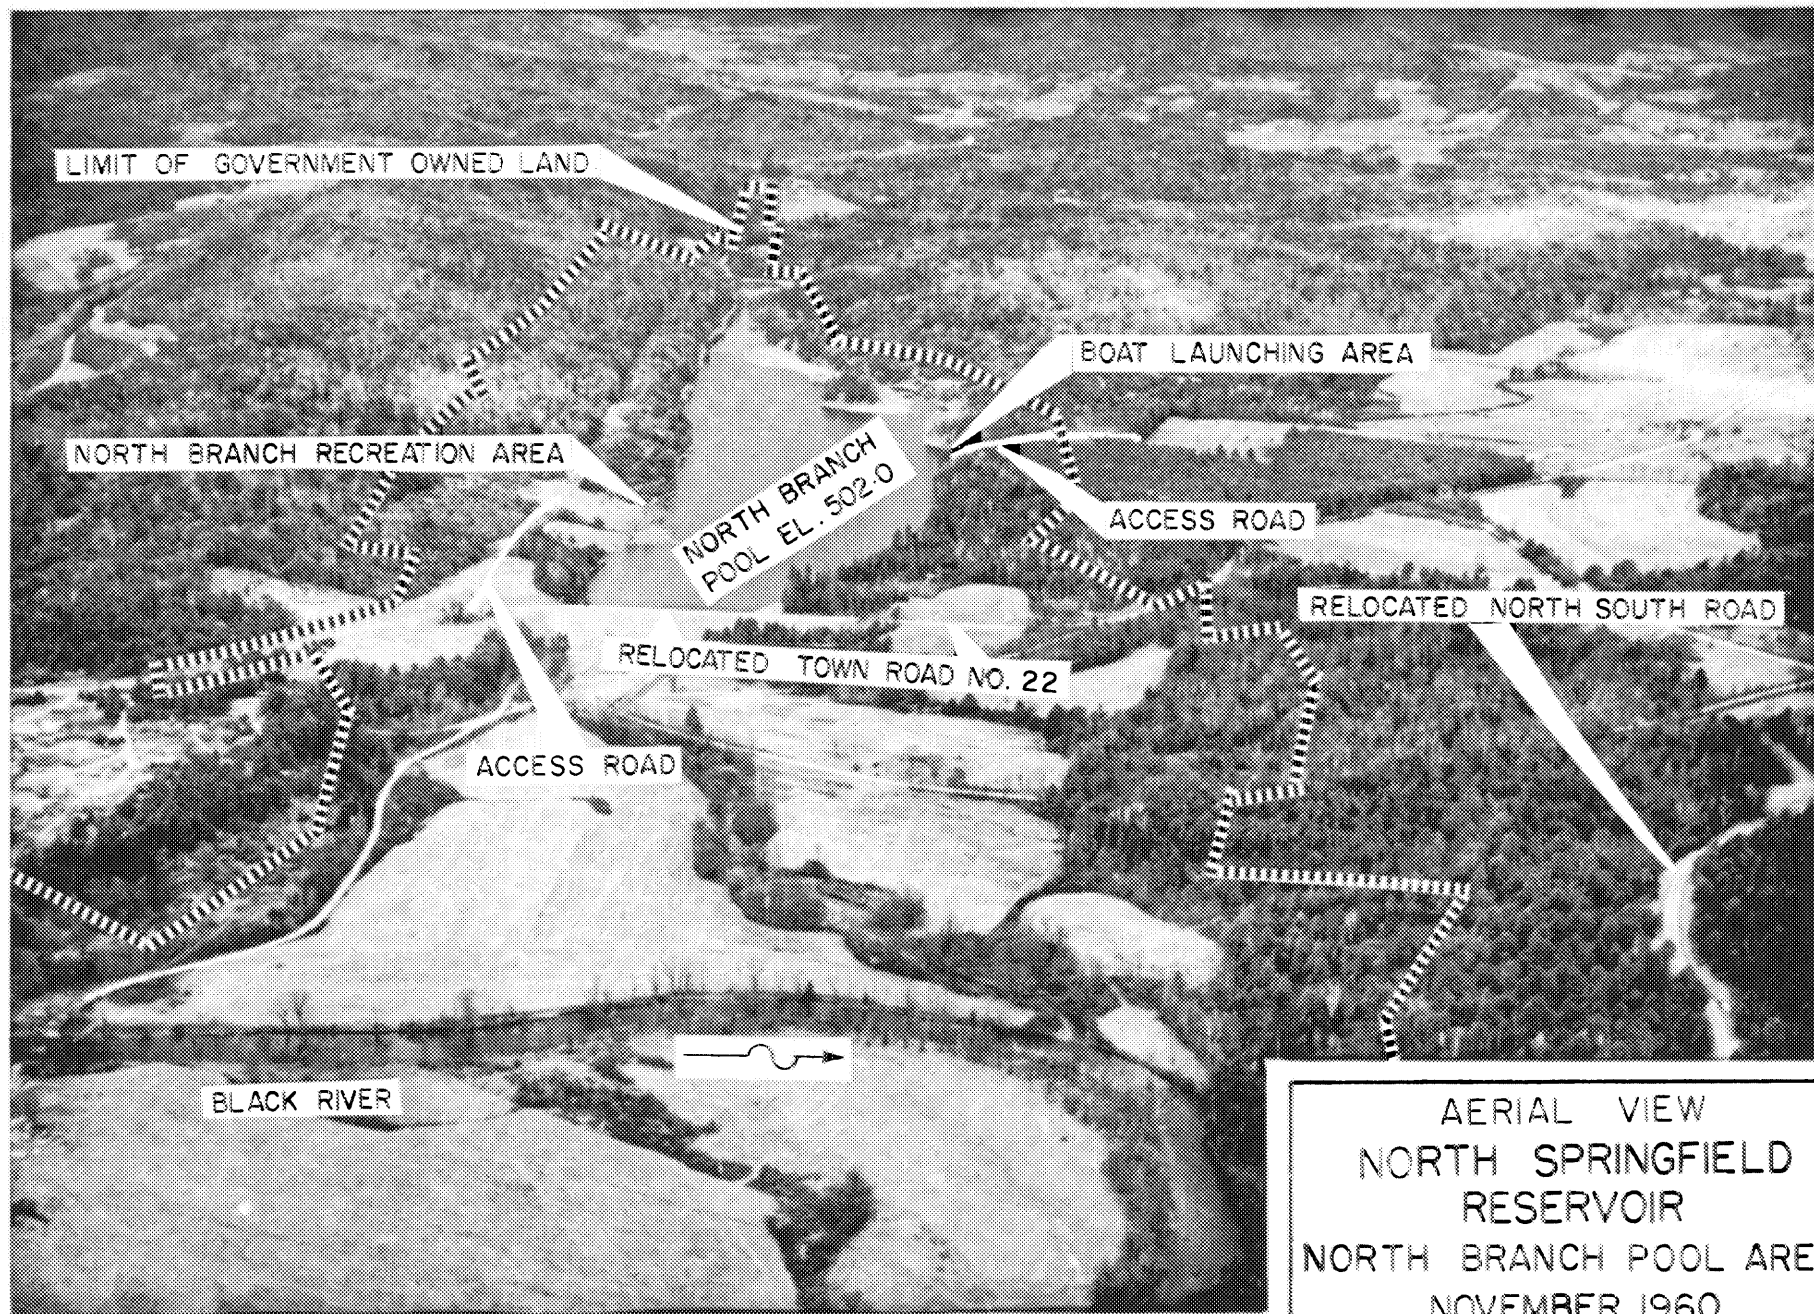 LIMIT OF GOVERNMENT OWNED LAND
BOAT LAUNCHING AREA
NORTH BRANCH RECREATION AREA
NORTH BRANCH
POOL EL. 502.0
ACCESS ROAD
RELOCATED NORTH SOUTH ROAD
RELOCATED TOWN ROAD NO. 22
ACCESS ROAD
BLACK RIVER
AERIAL VIEW
NORTH SPRINGFIELD
RESERVOIR
NORTH BRANCH POOL ARE
NOVEMBER 1960